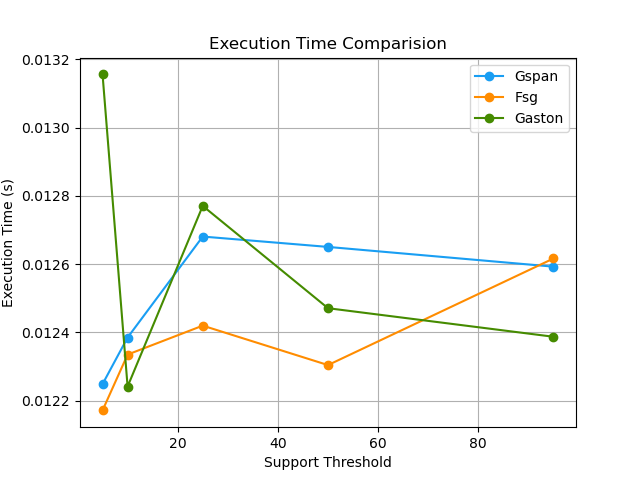 Execution Time Comparision
Execution Time (s)
0.0132
0.0130
0.0128
0.0126
0.0124
0.0122
Gspan
Fsg
Gaston
20
40
60
80
Support Threshold